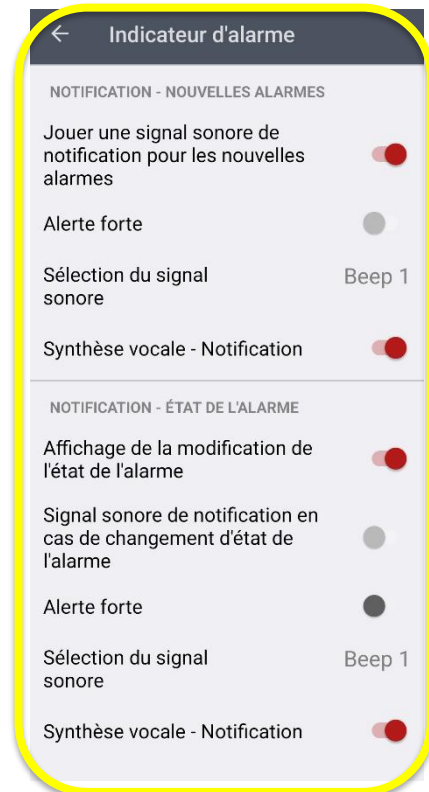 Indicateur d'alarme
NOTIFICATION - NOUVELLES ALARMES
Jouer une signal sonore de
notification pour les nouvelles
alarmes
Alerte forte
Sélection du signal
sonore
Beep 1
Synthèse vocale - Notification
NOTIFICATION - ÉTAT DE L'ALARME
Affichage de la modification de
l'état de l'alarme
Signal sonore de notification en
cas de changement d'état de
l'alarme
Alerte forte
Sélection du signal
sonore
Beep 1
Synthèse vocale - Notification